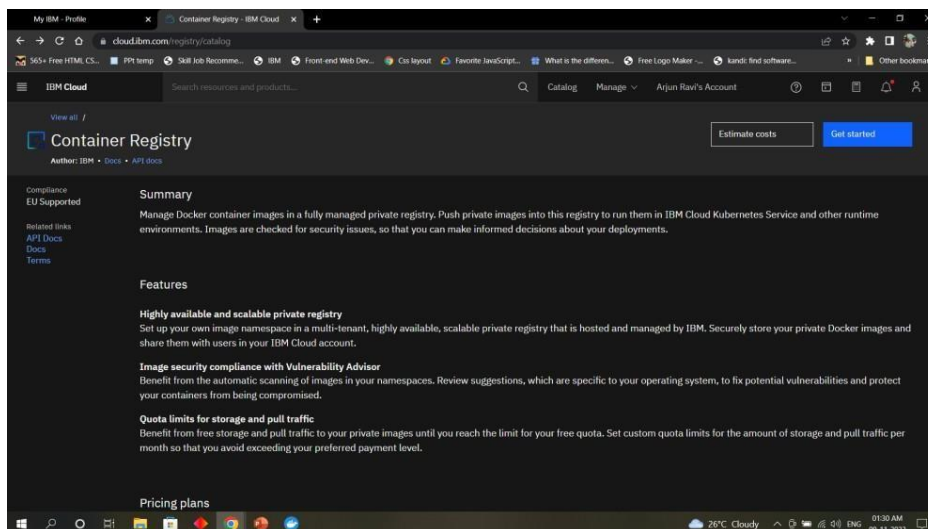 My IBM - Profile
Container Registry - IBM Cloud
cloud.ibm.com/registry/catalog
565+ Free HTML, CS...
PPt temp
Skill Job Recomme...
IBM
Front-end Web Dev...
Css layout
Favorite JavaScript...
What is the differen...
Free Logo Maker -...
kandi: find software...
»
Other bookmar
IBM Cloud
Search resources and products...
Catalog
Manage
Arjun Ravi's Account
View all /
Container Registry
Estimate costs
Get started
Author: IBM • Docs • API docs
Compliance
EU Supported
Related links
API Docs
Docs
Terms
Summary
Manage Docker container images in a fully managed private registry. Push private images into this registry to run them in IBM Cloud Kubernetes Service and other runtime
environments. Images are checked for security issues, so that you can make informed decisions about your deployments.
Features
Highly available and scalable private registry
Set up your own image namespace in a multi-tenant, highly available, scalable private registry that is hosted and managed by IBM. Securely store your private Docker images and
share them with users in your IBM Cloud account.
Image security compliance with Vulnerability Advisor
Benefit from the automatic scanning of images in your namespaces. Review suggestions, which are specific to your operating system, to fix potential vulnerabilities and protect
your containers from being compromised.
Quota limits for storage and pull traffic
Benefit from free storage and pull traffic to your private images until you reach the limit for your free quota. Set custom quota limits for the amount of storage and pull traffic per
month so that you avoid exceeding your preferred payment level.
Pricing plans
26°C Cloudy
ENG
01:30 AM